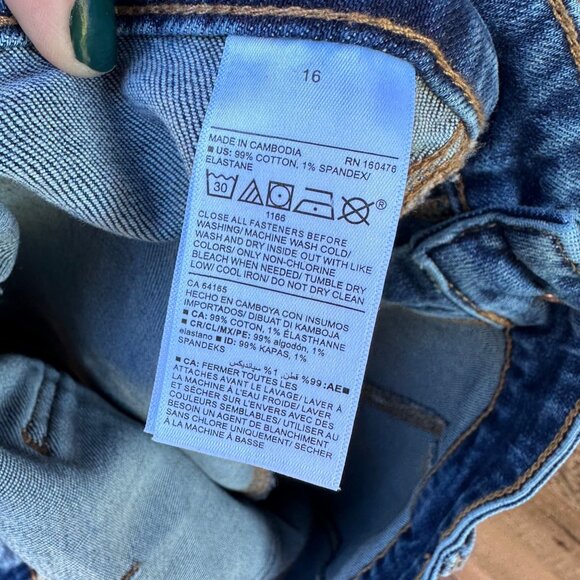 16
MADE IN CAMBODIA RN 160476
■ US: 99% COTTON, 1% SPANDEX/
ELASTANE
30 ®
1166
CLOSE ALL FASTENERS BEFORE
WASHING/ MACHINE WASH COLD/
WASH AND DRY INSIDE OUT WITH LIKE
COLORS/ ONLY NON-CHLORINE
BLEACH WHEN NEEDED/ TUMBLE DRY
LOW/ COOL IRON/ DO NOT DRY CLEAN
CA 64165
HECHO EN CAMBOYA CON INSUMOS
IMPORTADOS/ DIBUAT DI KAMBOJA
■ CA: 99% COTON, 1% ÉLASTHANNE
■ CR/CL/MX/PE: 99% algodón, 1%
elastano ■ ID: 99% KAPAS, 1%
SPANDEKS
■AE: %99 قطن, %1 سباندیکس
■ CA: FERMER TOUTES LES
ATTACHES AVANT LE LAVAGE/ LAVER À
LA MACHINE À L'EAU FROIDE/ LAVER
ET SÉCHER SUR L'ENVERS AVEC DES
COULEURS SEMBLABLES/ UTILISER AU
BESOIN UN AGENT DE BLANCHIMENT
SANS CHLORE UNIQUEMENT/ SÉCHER
À LA MACHINE À BASSE